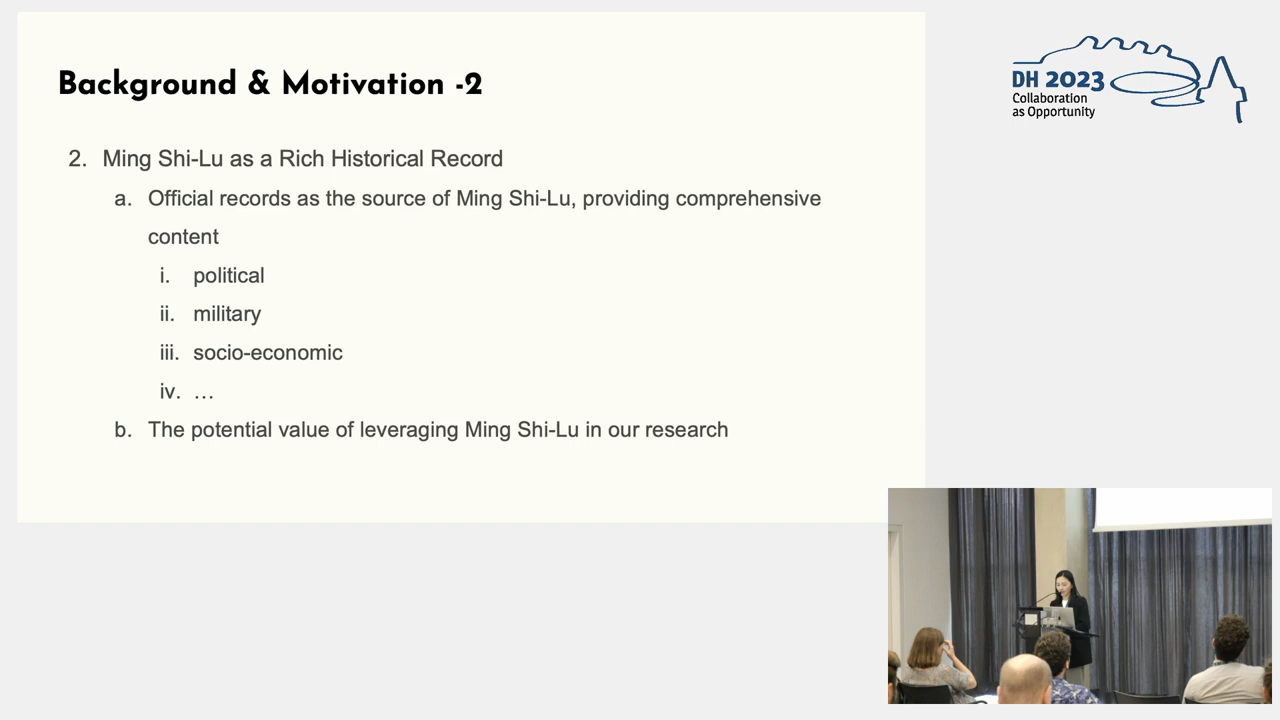 Background & Motivation -2
2. Ming Shi-Lu as a Rich Historical Record
a. Official records as the source of Ming Shi-Lu, providing comprehensive
content
i. political
ii. military
iii. socio-economic
iv. …
b. The potential value of leveraging Ming Shi-Lu in our research
DH 2023
Collaboration
as Opportunity